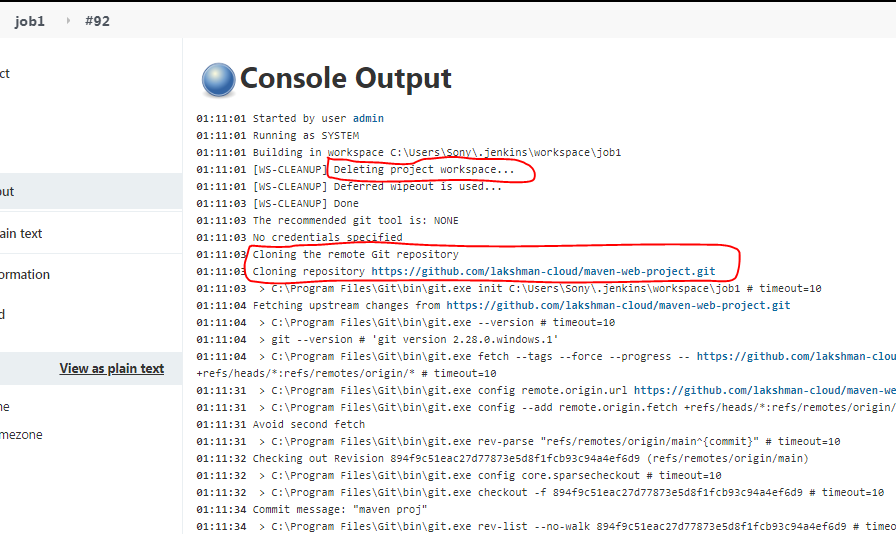 job1 › #92
ct
Console Output
01:11:01 Started by user admin
01:11:01 Running as SYSTEM
01:11:01 Building in workspace C:\Users\Sony\.jenkins\workspace\job1
01:11:01 [WS-CLEANUP] Deleting project workspace...
01:11:01 [WS-CLEANUP] Deferred wipeout is used...
put
01:11:03 [WS-CLEANUP] Done
01:11:03 The recommended git tool is: NONE
ain text
01:11:03 No credentials specified
01:11:03 Cloning the remote Git repository
ormation
01:11:03 Cloning repository https://github.com/lakshman-cloud/maven-web-project.git
01:11:03  > C:\Program Files\Git\bin\git.exe init C:\Users\Sony\.jenkins\workspace\job1 # timeout=10
01:11:04 Fetching upstream changes from https://github.com/lakshman-cloud/maven-web-project.git
d
01:11:04  > C:\Program Files\Git\bin\git.exe --version # timeout=10
01:11:04  > git --version # 'git version 2.28.0.windows.1'
01:11:04  > C:\Program Files\Git\bin\git.exe fetch --tags --force --progress -- https://github.com/lakshman-clou
View as plain text
+refs/heads/*:refs/remotes/origin/* # timeout=10
01:11:31  > C:\Program Files\Git\bin\git.exe config remote.origin.url https://github.com/lakshman-cloud/maven-we
ne
01:11:31  > C:\Program Files\Git\bin\git.exe config --add remote.origin.fetch +refs/heads/*:refs/remotes/origin/
01:11:31 Avoid second fetch
mezone
01:11:31  > C:\Program Files\Git\bin\git.exe rev-parse "refs/remotes/origin/main^{commit}" # timeout=10
01:11:32 Checking out Revision 894f9c51eac27d77873e5d8f1fcb93c94a4ef6d9 (refs/remotes/origin/main)
01:11:32  > C:\Program Files\Git\bin\git.exe config core.sparsecheckout # timeout=10
01:11:32  > C:\Program Files\Git\bin\git.exe checkout -f 894f9c51eac27d77873e5d8f1fcb93c94a4ef6d9 # timeout=10
01:11:34 Commit message: "maven proj"
01:11:34  > C:\Program Files\Git\bin\git.exe rev-list --no-walk 894f9c51eac27d77873e5d8f1fcb93c94a4ef6d9 # timeo